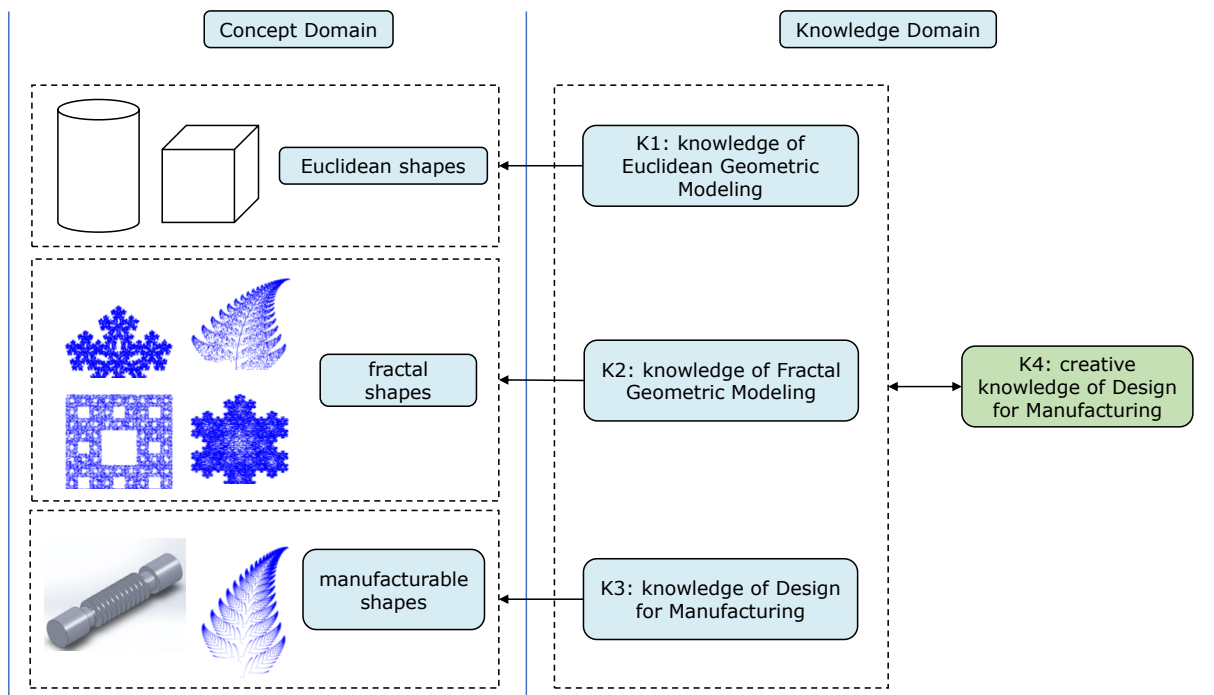 Concept Domain
Knowledge Domain
Euclidean shapes
K1: knowledge of
Euclidean Geometric
Modeling
fractal
shapes
K2: knowledge of Fractal
Geometric Modeling
K4: creative
knowledge of Design
for Manufacturing
manufacturable
shapes
K3: knowledge of Design
for Manufacturing